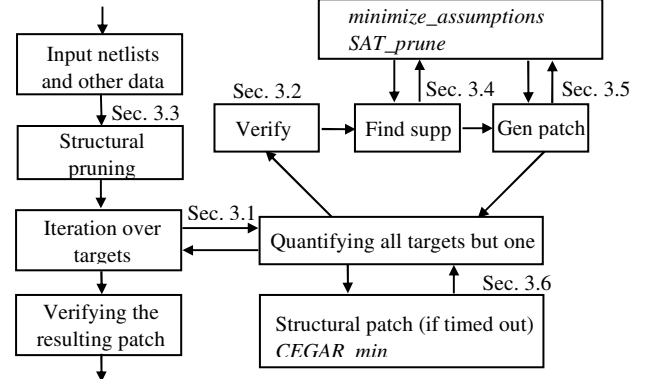 minimize_assumptions
SAT_prune
Input netlists
and other data
Sec. 3.3
Sec. 3.2
Sec. 3.4
Sec. 3.5
Verify
Find supp
Gen patch
Structural
pruning
Sec. 3.1
Iteration over
targets
Quantifying all targets but one
Sec. 3.6
Verifying the
resulting patch
Structural patch (if timed out)
CEGAR_min